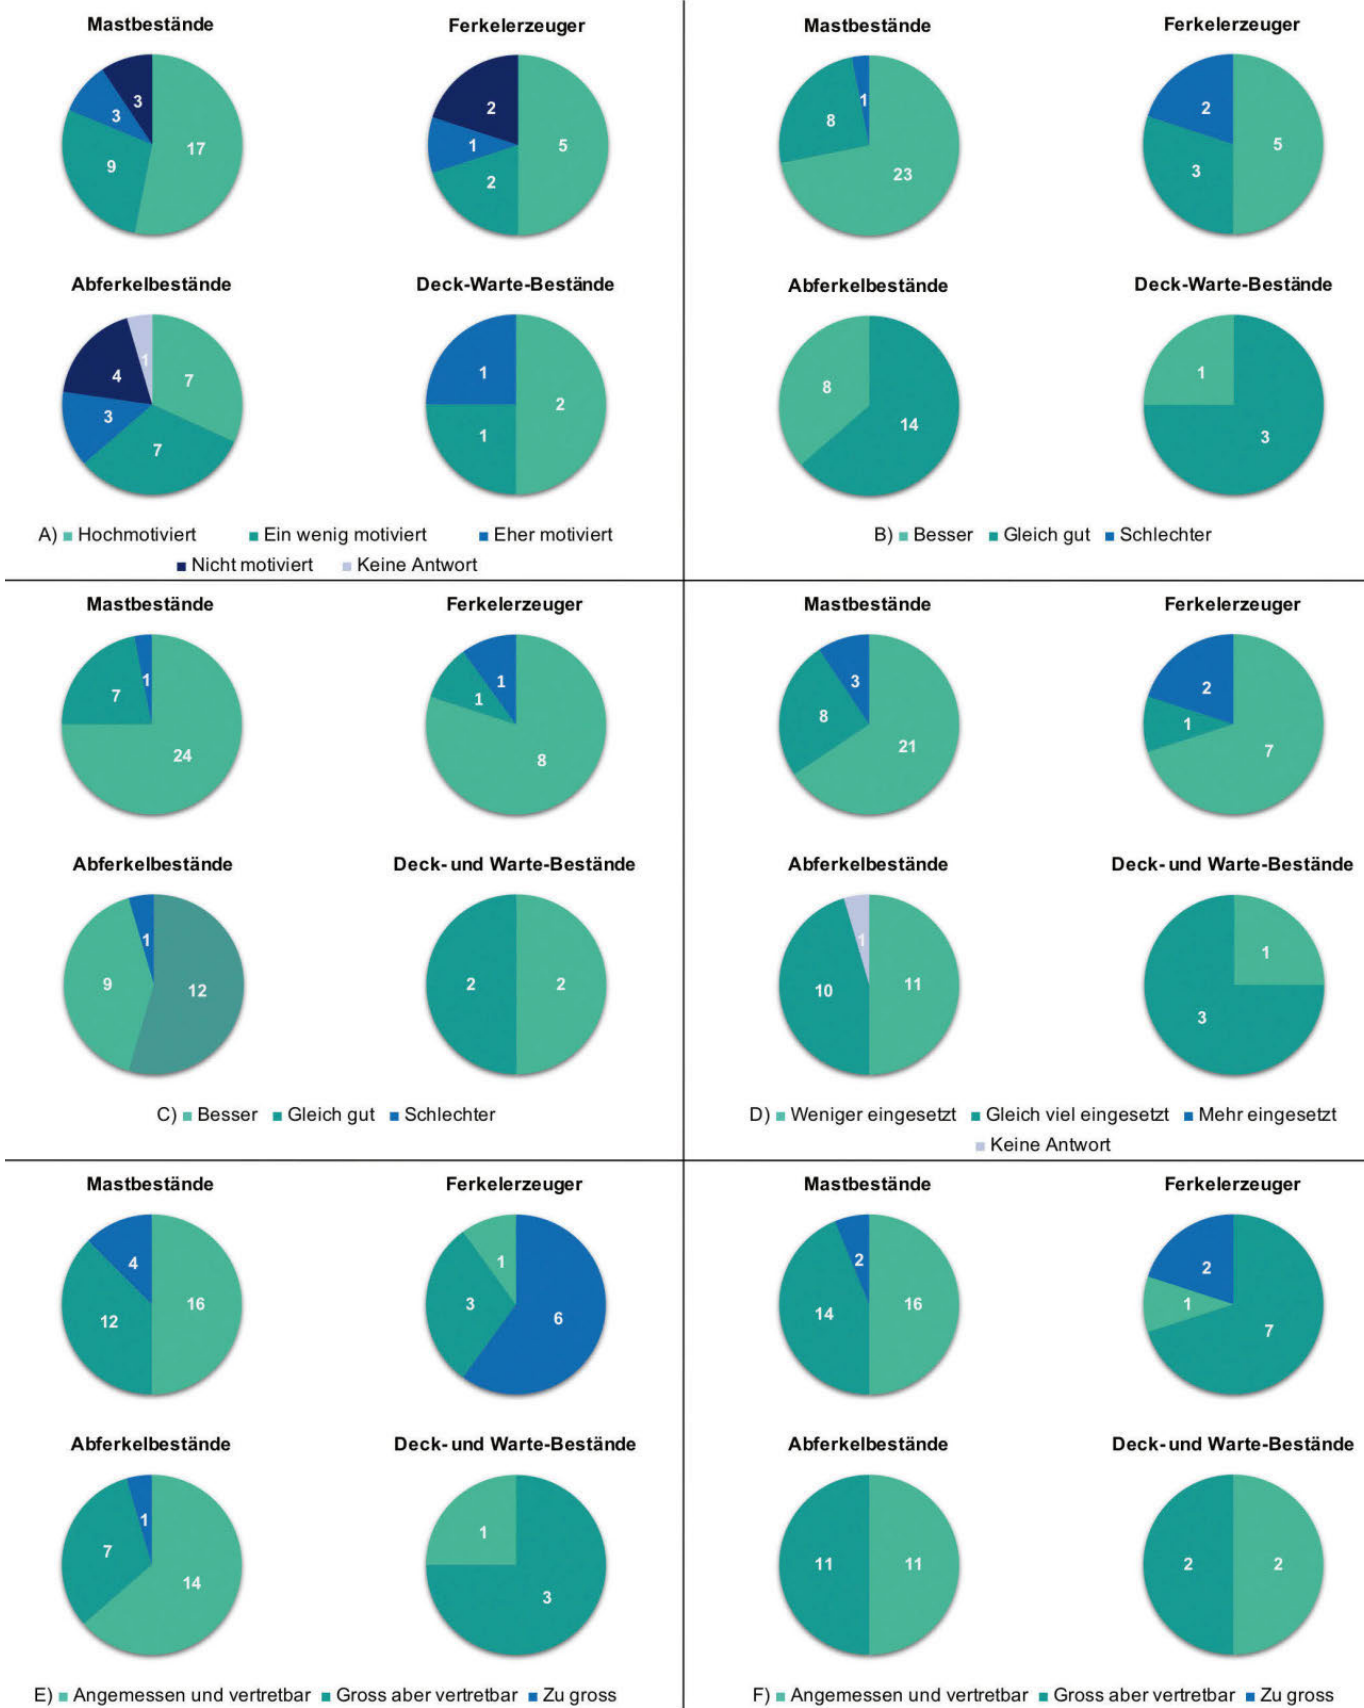 Mastbestände
Ferkelerzeuger
3
3
17
9
2
1
5
2
Abferkelbestände
Deck-Warte-Bestände
1
4
7
3
7
1
2
1
A) Hochmotiviert Ein wenig motiviert Eher motiviert
Nicht motiviert Keine Antwort
Mastbestände
Ferkelerzeuger
1
8
23
2
5
3
Abferkelbestände
Deck-Warte-Bestände
8
14
1
3
B) Besser Gleich gut Schlechter
Mastbestände
Ferkelerzeuger
1
7
24
1
1
8
Abferkelbestände
Deck- und Warte-Bestände
1
9
12
2
2
C) Besser Gleich gut Schlechter
Mastbestände
Ferkelerzeuger
3
8
21
2
1
7
Abferkelbestände
Deck- und Warte-Bestände
1
10
11
1
3
D) Weniger eingesetzt Gleich viel eingesetzt Mehr eingesetzt
Keine Antwort
Mastbestände
Ferkelerzeuger
4
16
12
1
3
6
Abferkelbestände
Deck- und Warte-Bestände
1
7
14
1
3
E) Angemessen und vertretbar Gross aber vertretbar Zu gross
Mastbestände
Ferkelerzeuger
2
14
16
2
1
7
Abferkelbestände
Deck- und Warte-Bestände
11
11
2
2
F) Angemessen und vertretbar Gross aber vertretbar Zu gross